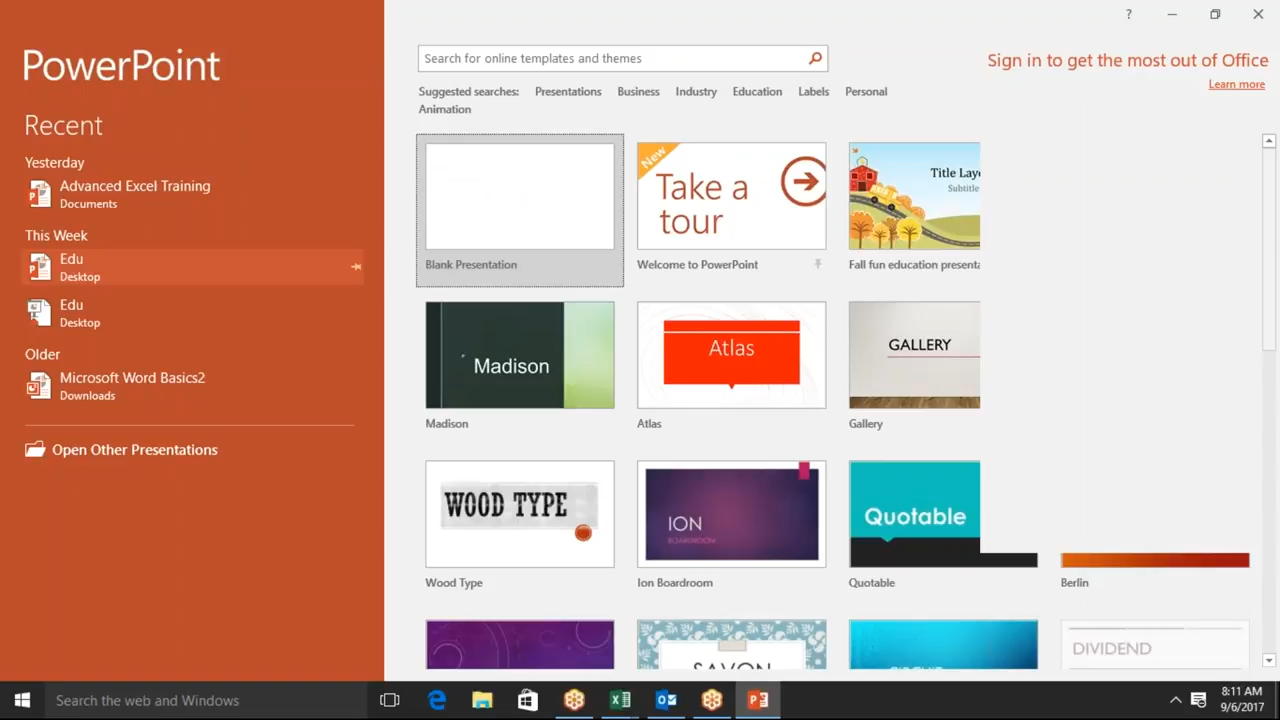 PowerPoint
Recent
Yesterday
Advanced Excel Training
Documents
This Week
Edu
Desktop
Edu
Desktop
Older
Microsoft Word Basics2
Downloads
Open Other Presentations
?
Search for online templates and themes
Sign in to get the most out of Office
Learn more
Suggested searches: Presentations Business Industry Education Labels Personal
Animation
New
Take a
tour
Title Laye
Subtitle
Blank Presentation
Welcome to PowerPoint
Fall fun education presenta
Madison
Atlas
GALLERY
Madison
Atlas
Gallery
WOOD TYPE
ION
BOARDROOM
Quotable
Wood Type
Ion Boardroom
Quotable
Berlin
SAVON
CIRCUIT
DIVIDEND
Search the web and Windows
8:11 AM
9/6/2017